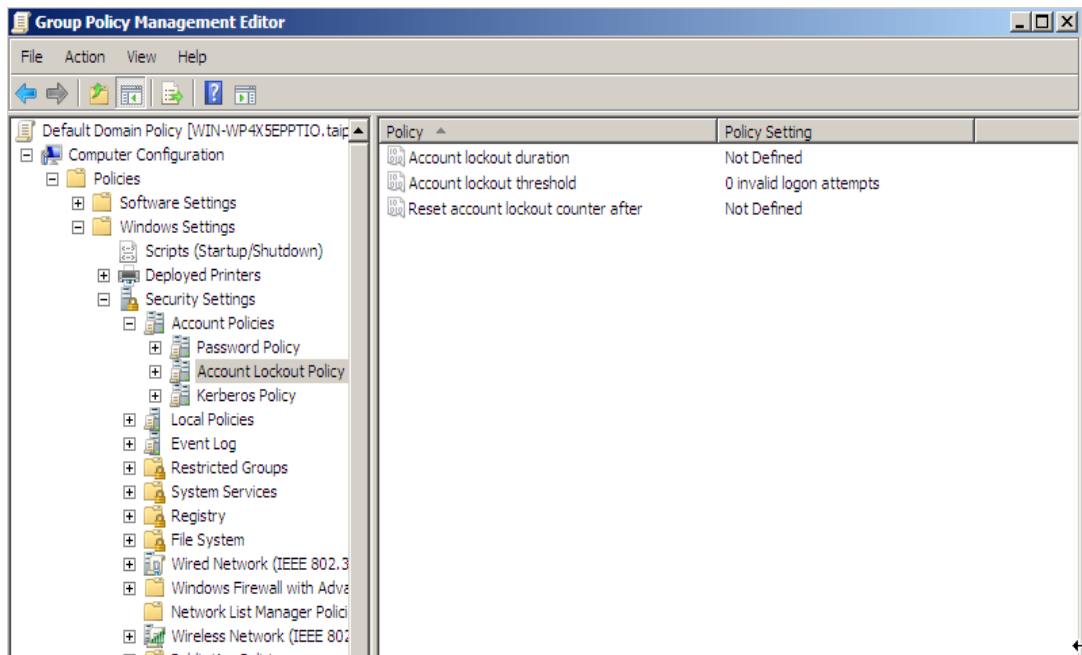 Group Policy Management Editor
File Action View Help
Default Domain Policy [WIN-WP4X5EPPTIO.taip
Computer Configuration
Policies
Software Settings
Windows Settings
Scripts (Startup/Shutdown)
Deployed Printers
Security Settings
Account Policies
Password Policy
Account Lockout Policy
Kerberos Policy
Local Policies
Event Log
Restricted Groups
System Services
Registry
File System
Wired Network (IEEE 802.3
Windows Firewall with Adva
Network List Manager Polici
Wireless Network (IEEE 802
Policy Policy Setting
Account lockout duration Not Defined
Account lockout threshold 0 invalid logon attempts
Reset account lockout counter after Not Defined